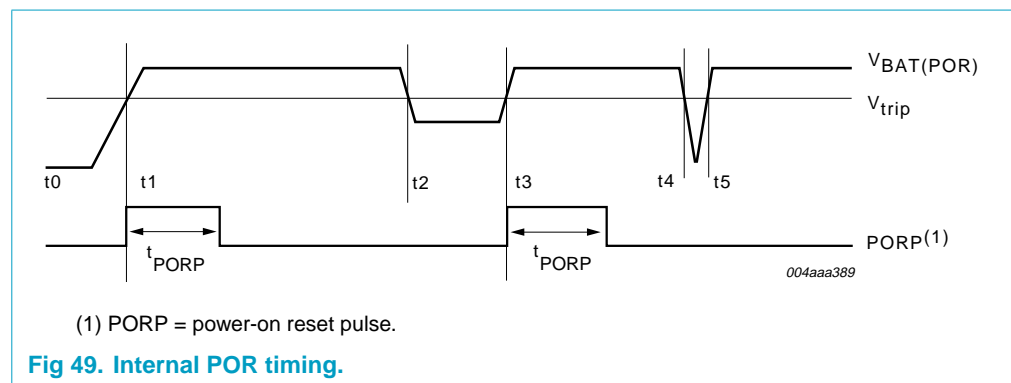 VBAT(POR)
Vtrip
t0
t1
t2
t3
t4
t5
tPORP
tPORP
PORP(1)
004aaa389
(1) PORP = power-on reset pulse.
Fig 49. Internal POR timing.